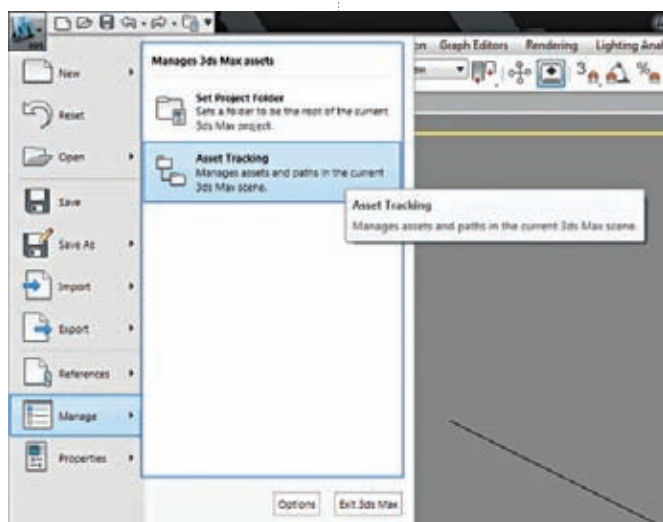 on Graph Editors Rendering Lighting Anal
New
Reset
Open
Save
Save As
Import
Export
References
Manage
Properties
Manages 3ds Max assets
Set Project Folder
Sets a folder to be the root of the current
3ds Max project.
Asset Tracking
Manages assets and paths in the current
3ds Max scene.
Asset Tracking
Manages assets and paths in the current 3ds Max scene.
3
%
Options
Exit 3ds Max